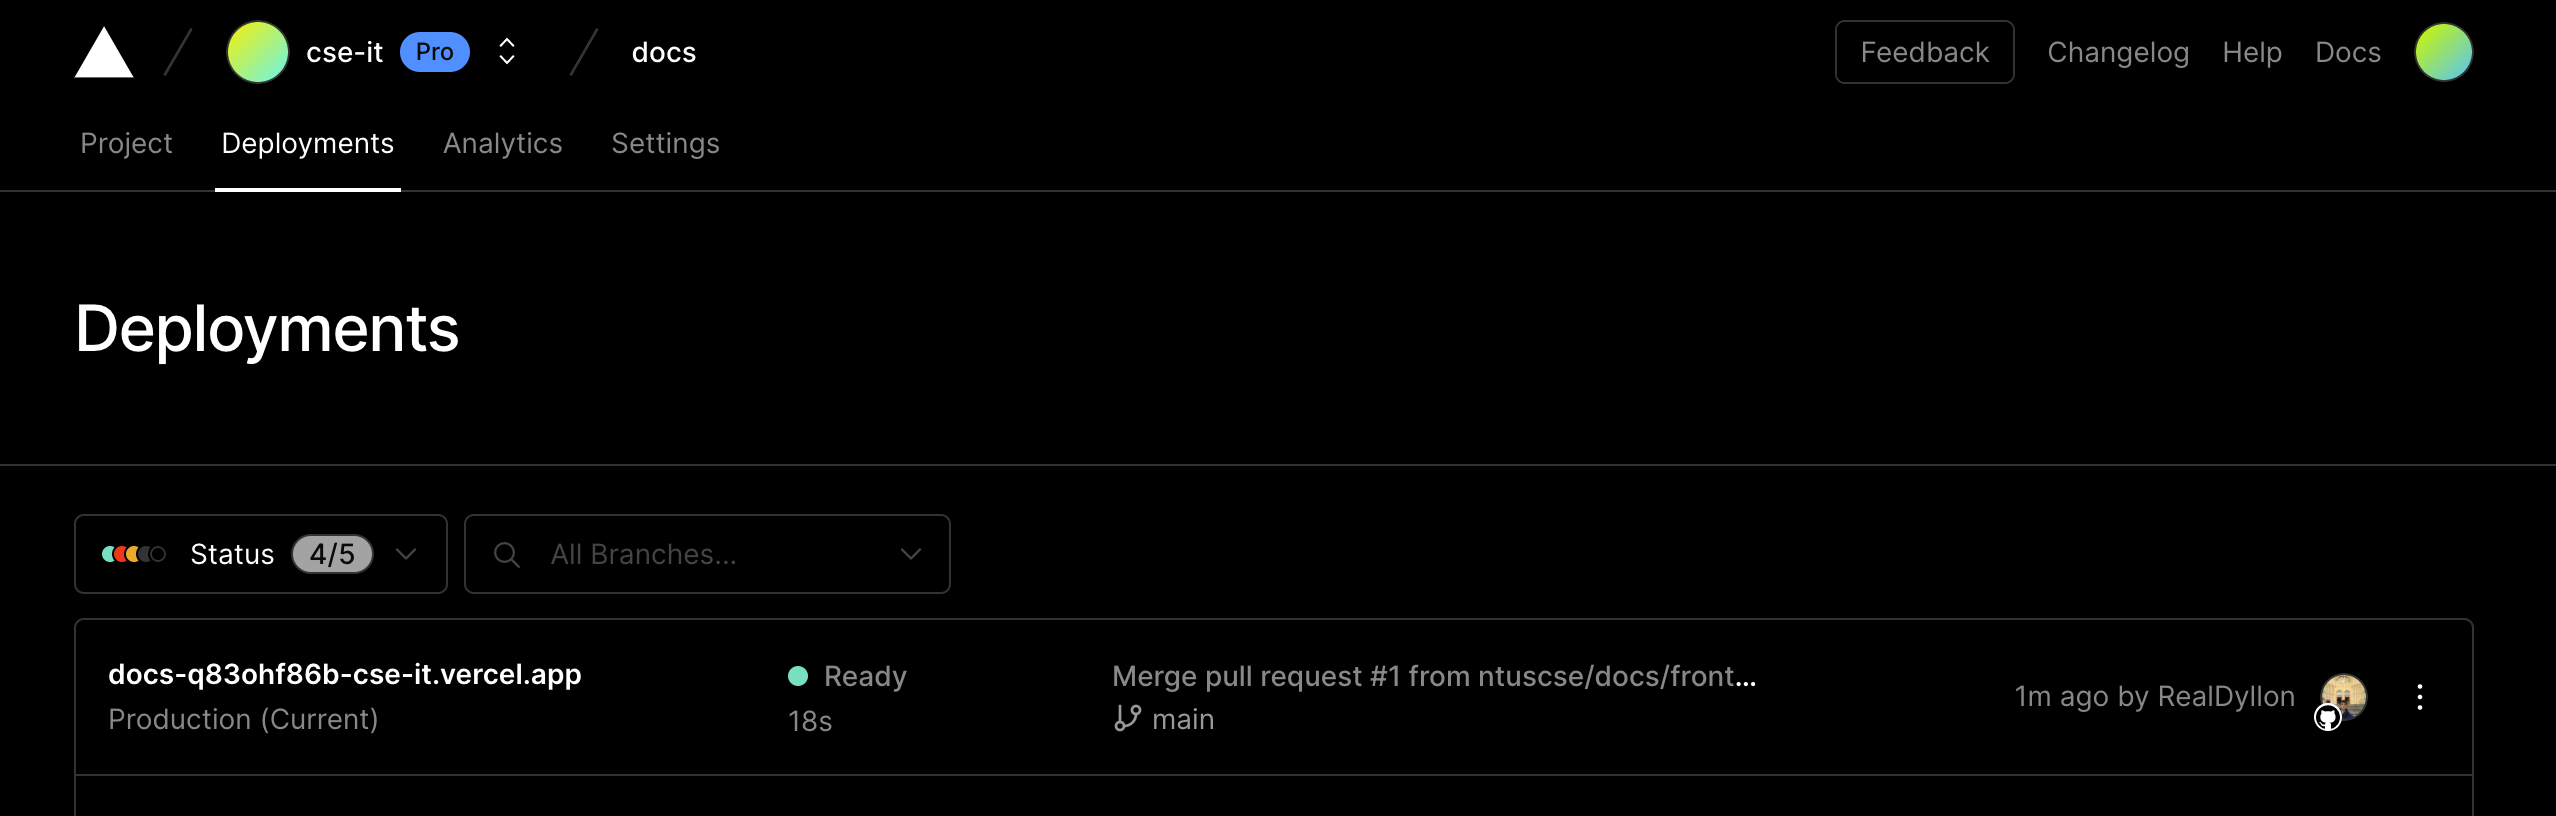 cse-it Pro docs Feedback Changelog Help Docs
Project Deployments Analytics Settings
Deployments
Status 4/5 All Branches...
docs-q83ohf86b-cse-it.vercel.app Ready Merge pull request #1 from ntuscse/docs/front...
Production (Current) 18s main
1m ago by RealDyllon